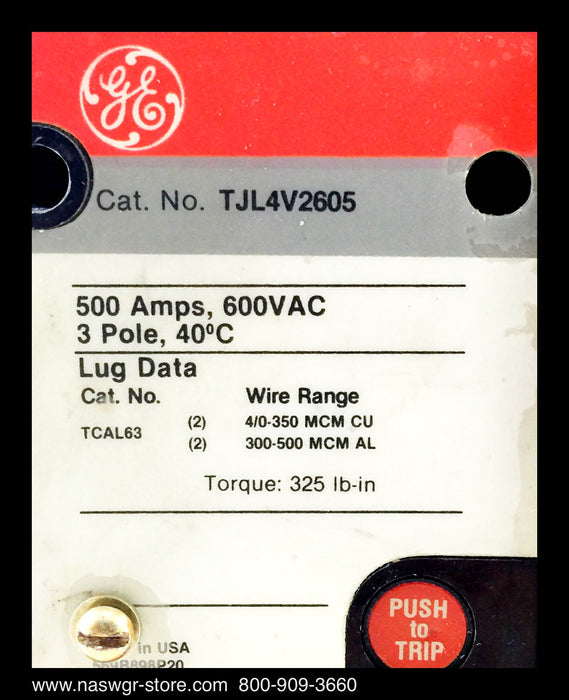 GE
Cat. No. TJL4V2605
500 Amps, 600VAC
3 Pole, 40ºC
Lug Data
Cat. No. Wire Range
TCAL63 (2) 4/0-350 MCM CU
(2) 300-500 MCM AL
Torque: 325 lb-in
PUSH
to
TRIP
in USA
www.naswgr-store.com 800-909-3660